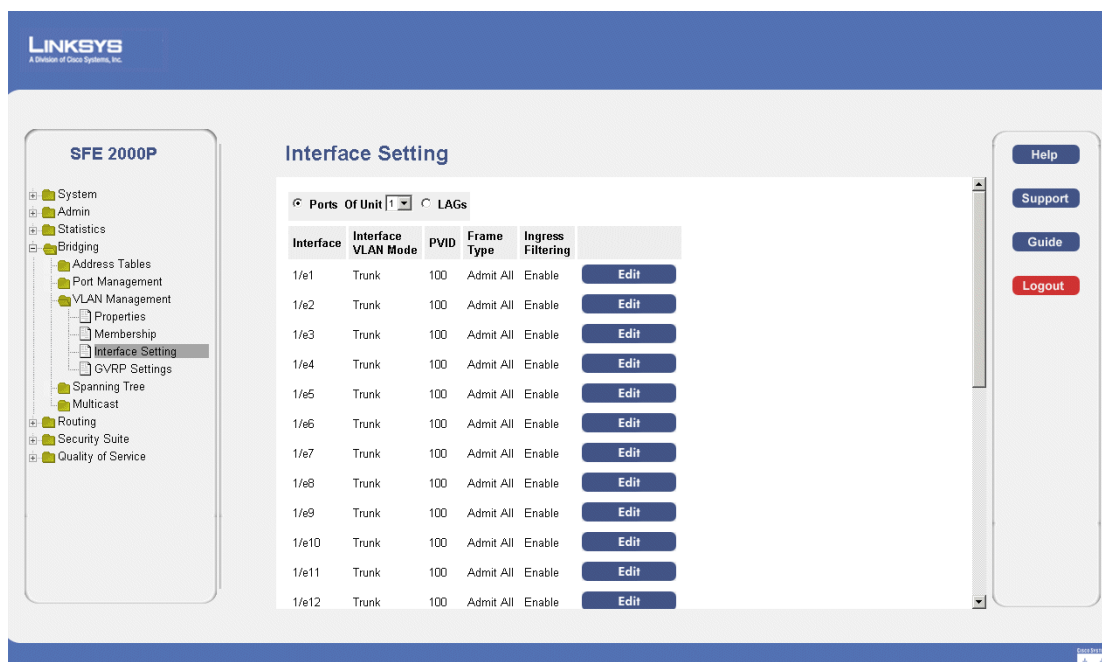 LINKSYS
A Division of Cisco Systems, Inc.
SFE 2000P
System
Admin
Statistics
Bridging
Address Tables
Port Management
VLAN Management
Properties
Membership
Interface Setting
GVRP Settings
Spanning Tree
Multicast
Routing
Security Suite
Quality of Service
Interface Setting
Ports Of Unit 1 LAGs
Interface Interface VLAN Mode PVID Frame Type Ingress Filtering
1/e1 Trunk 100 Admit All Enable Edit
1/e2 Trunk 100 Admit All Enable Edit
1/e3 Trunk 100 Admit All Enable Edit
1/e4 Trunk 100 Admit All Enable Edit
1/e5 Trunk 100 Admit All Enable Edit
1/e6 Trunk 100 Admit All Enable Edit
1/e7 Trunk 100 Admit All Enable Edit
1/e8 Trunk 100 Admit All Enable Edit
1/e9 Trunk 100 Admit All Enable Edit
1/e10 Trunk 100 Admit All Enable Edit
1/e11 Trunk 100 Admit All Enable Edit
1/e12 Trunk 100 Admit All Enable Edit
Help
Support
Guide
Logout